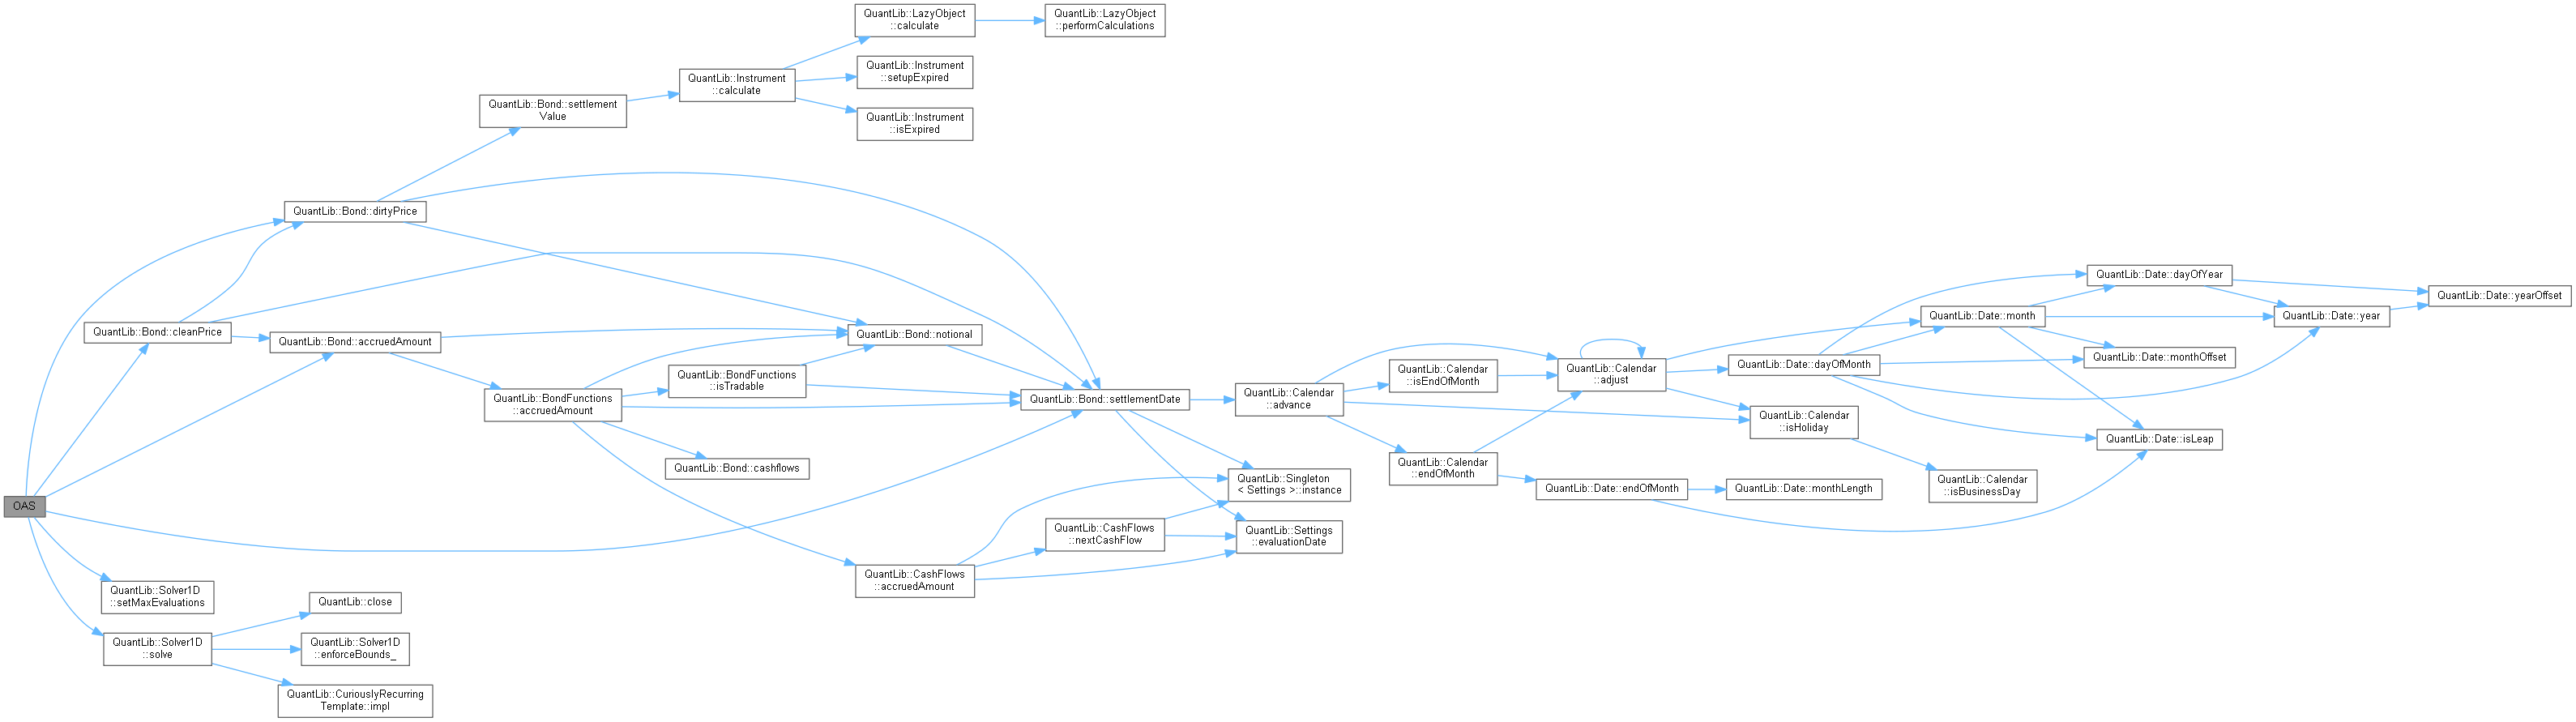 QuantLib::LazyObject
::calculate
QuantLib::LazyObject
::performCalculations
QuantLib::Instrument
::setupExpired
QuantLib::Instrument
::calculate
QuantLib::Bond::settlement
Value
QuantLib::Instrument
::isExpired
QuantLib::Bond::dirtyPrice
QuantLib::Date::dayOfYear
QuantLib::Date::yearOffset
QuantLib::Date::month
QuantLib::Date::year
QuantLib::Bond::cleanPrice
QuantLib::Bond::notional
QuantLib::Bond::accruedAmount
QuantLib::Date::monthOffset
QuantLib::Date::dayOfMonth
QuantLib::Calendar
::adjust
QuantLib::Calendar
::isEndOfMonth
QuantLib::BondFunctions
::isTradable
QuantLib::BondFunctions
::accruedAmount
QuantLib::Bond::settlementDate
QuantLib::Calendar
::advance
QuantLib::Calendar
::isHoliday
QuantLib::Date::isLeap
QuantLib::Bond::cashflows
QuantLib::Calendar
::endOfMonth
QuantLib::Singleton
< Settings >::instance
QuantLib::Date::endOfMonth
QuantLib::Date::monthLength
QuantLib::Calendar
::isBusinessDay
OAS
QuantLib::CashFlows
::nextCashFlow
QuantLib::Settings
::evaluationDate
QuantLib::CashFlows
::accruedAmount
QuantLib::Solver1D
::setMaxEvaluations
QuantLib::close
QuantLib::Solver1D
::solve
QuantLib::Solver1D
::enforceBounds_
QuantLib::CuriouslyRecurring
Template::impl